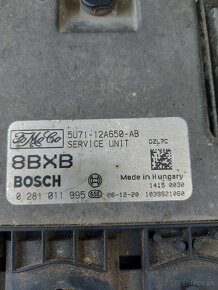 FoMoCo
5U71-12A650-AB
SERVICE UNIT
DZL7C
8BXB
Made in Hungary
1415 0030
BOSCH
0 281 011 995
06-12-20
1039S21060